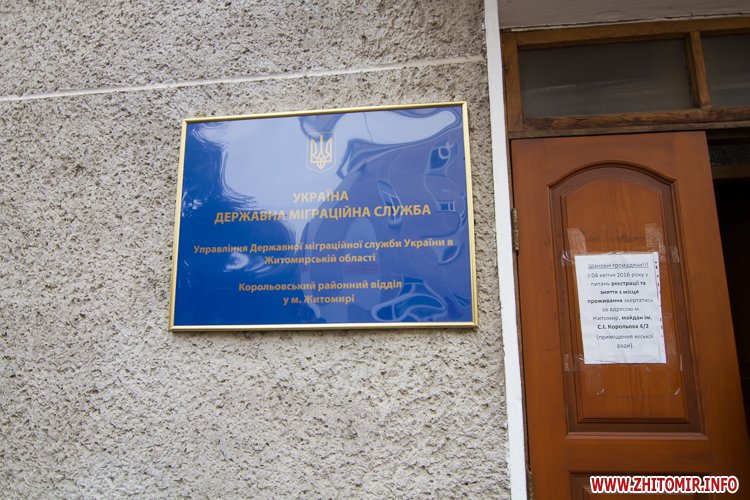 УКРАЇНА
ДЕРЖАВНА МІГРАЦІЙНА СЛУЖБА
Управління Державної міграційної служби України в
Житомирській області
Корольовський районний відділ
у м. Житомирі
Шановні громадяни!!!
З 04 квітня 2016 року з
питань реєстрації та
зняття з місця
проживання звертатись
за адресою м.
Житомир, майдан ім.
С.І. Корольова 4/2
(приміщення міської
ради).
WWW.ZHITOMIR.INFO